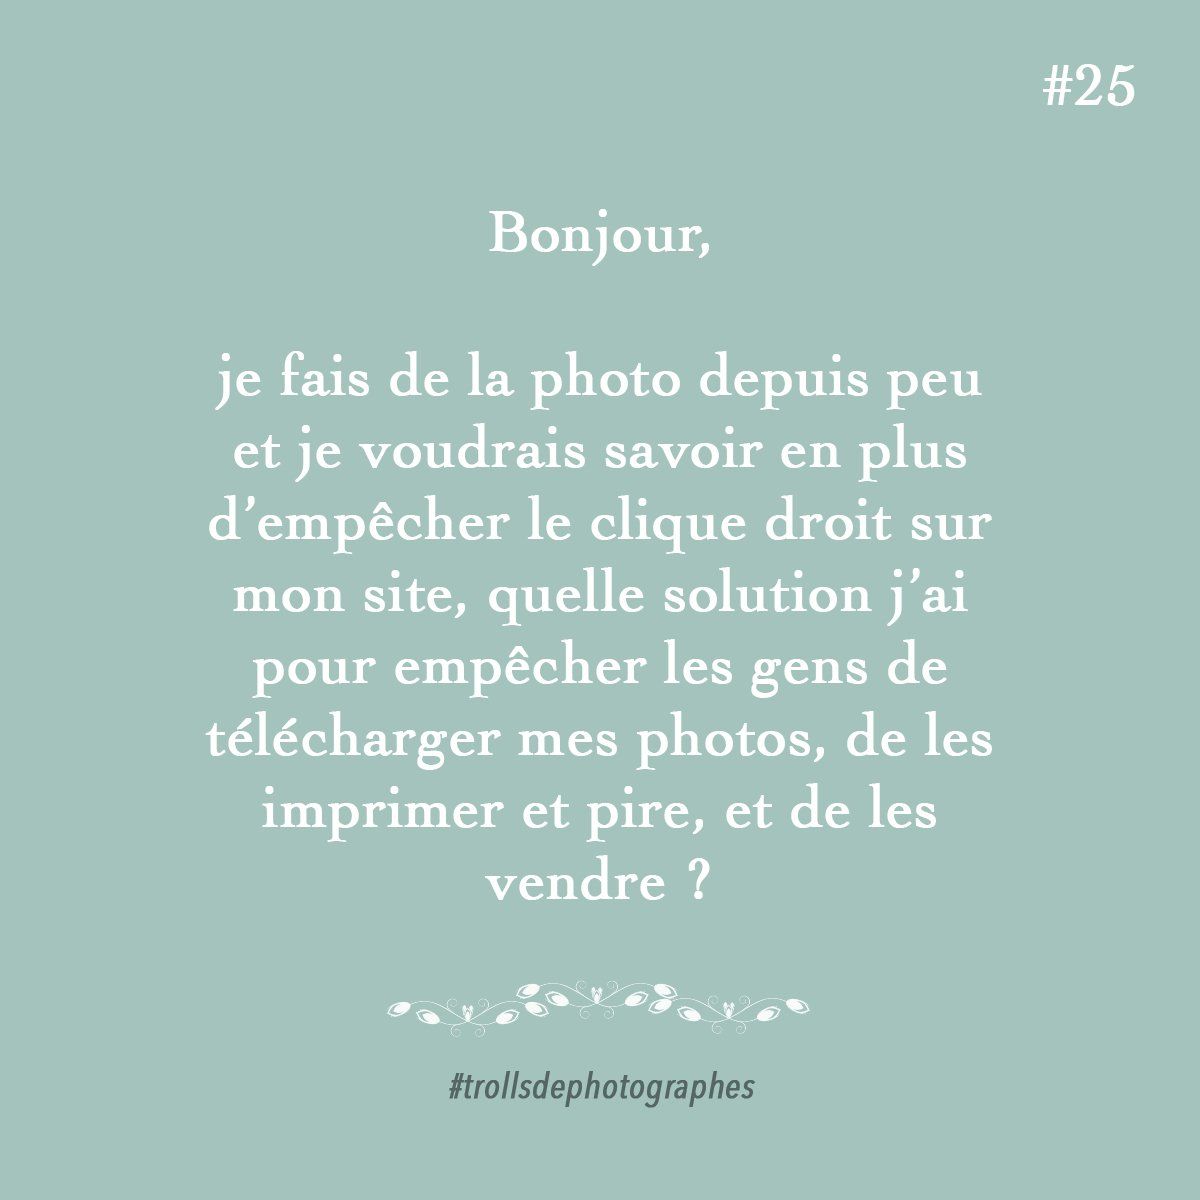 #25
Bonjour,
je fais de la photo depuis peu
et je voudrais savoir en plus
d’empêcher le clique droit sur
mon site, quelle solution j’ai
pour empêcher les gens de
télécharger mes photos, de les
imprimer et pire, et de les
vendre ?
#trollsdephotographes